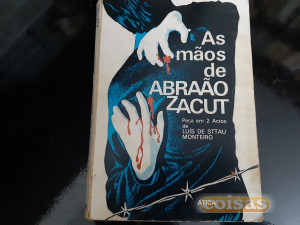 As
mãos
de
ABRAÃO
ZACUT
Peça em 2 Actos
de
LUIS DE STTAU
MONTEIRO
ÁTICA
coisas